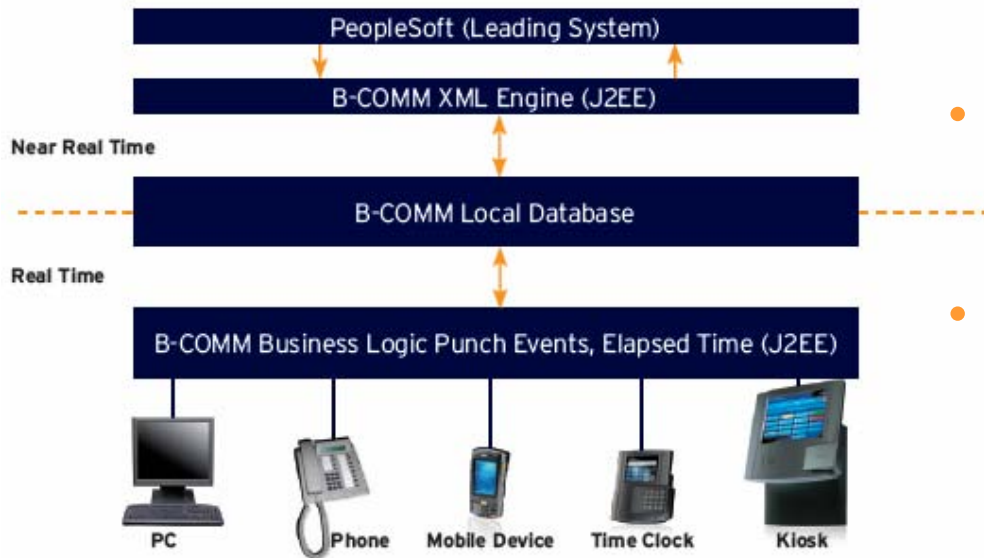 PeopleSoft (Leading System)
B-COMM XML Engine (J2EE)
Near Real Time
B-COMM Local Database
Real Time
B-COMM Business Logic Punch Events, Elapsed Time (J2EE)
PC
Phone
Mobile Device
Time Clock
Kiosk